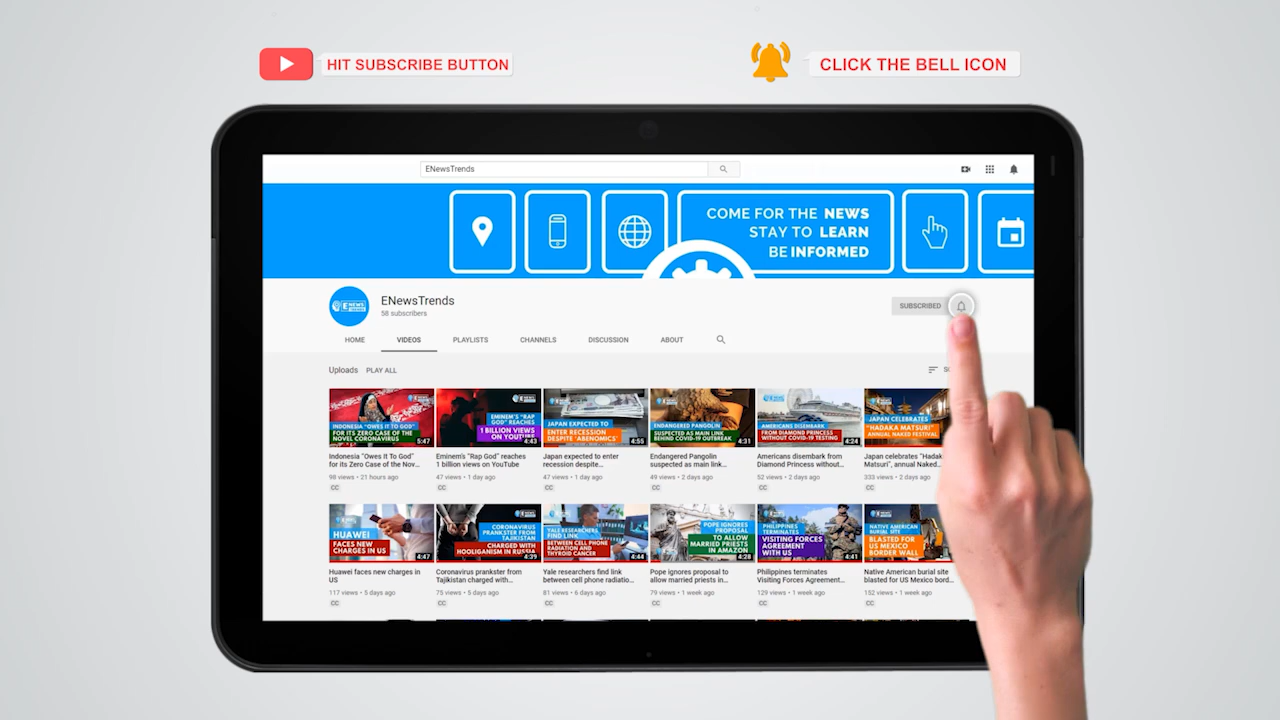 HIT SUBSCRIBE BUTTON
CLICK THE BELL ICON
ENewsTrends
COME FOR THE NEWS
STAY TO LEARN
BE INFORMED
E NEWS
ENewsTrends
58 subscribers
SUBSCRIBED
HOME VIDEOS PLAYLISTS CHANNELS DISCUSSION ABOUT
Uploads PLAY ALL
INDONESIA "OWES IT TO GOD"
FOR ITS ZERO CASE OF THE
NOVEL CORONAVIRUS
5:47
Indonesia "Owes It To God"
for its Zero Case of the Nov...
98 views • 21 hours ago
CC
EMINEM'S "RAP
GOD" REACHES
1 BILLION VIEWS
ON YOUTUBE
4:43
Eminem's "Rap God" reaches
1 billion views on YouTube
47 views • 1 day ago
CC
JAPAN EXPECTED TO
ENTER RECESSION
DESPITE 'ABENOMICS'
4:55
Japan expected to enter
recession despite...
47 views • 1 day ago
CC
ENDANGERED PANGOLIN
SUSPECTED AS MAIN LINK
BEHIND COVID-19 OUTBREAK
4:31
Endangered Pangolin
suspected as main link...
49 views • 2 days ago
CC
AMERICANS DISEMBARK
FROM DIAMOND PRINCESS
WITHOUT COVID-19 TESTING
4:24
Americans disembark from
Diamond Princess without...
52 views • 2 days ago
CC
JAPAN CELEBRATES
"HADAKA MATSURI"
ANNUAL NAKED FESTIVAL
Japan celebrates "Hadaka
Matsuri", annual Naked
333 views • 2 days ago
CC
HUAWEI
FACES NEW
CHARGES IN US
4:47
Huawei faces new charges in
US
117 views • 5 days ago
CC
CORONAVIRUS
PRANKSTER FROM
TAJIKISTAN
CHARGED WITH
HOOLIGANISM IN RUSSIA
4:39
Coronavirus prankster from
Tajikistan charged with...
75 views • 5 days ago
CC
YALE RESEARCHERS
FIND LINK
BETWEEN CELL PHONE
RADIATION AND
THYROID CANCER
4:44
Yale researchers find link
between cell phone radiatio...
81 views • 6 days ago
CC
POPE IGNORES
PROPOSAL
TO ALLOW
MARRIED PRIESTS
IN AMAZON
4:28
Pope ignores proposal to
allow married priests in...
79 views • 1 week ago
CC
PHILIPPINES
TERMINATES
VISITING FORCES
AGREEMENT
WITH US
4:41
Philippines terminates
Visiting Forces Agreement...
129 views • 1 week ago
CC
NATIVE AMERICAN
BURIAL SITE
BLASTED FOR
US MEXICO
BORDER WALL
Native American burial site
blasted for US Mexico bord...
152 views • 1 week ago
CC